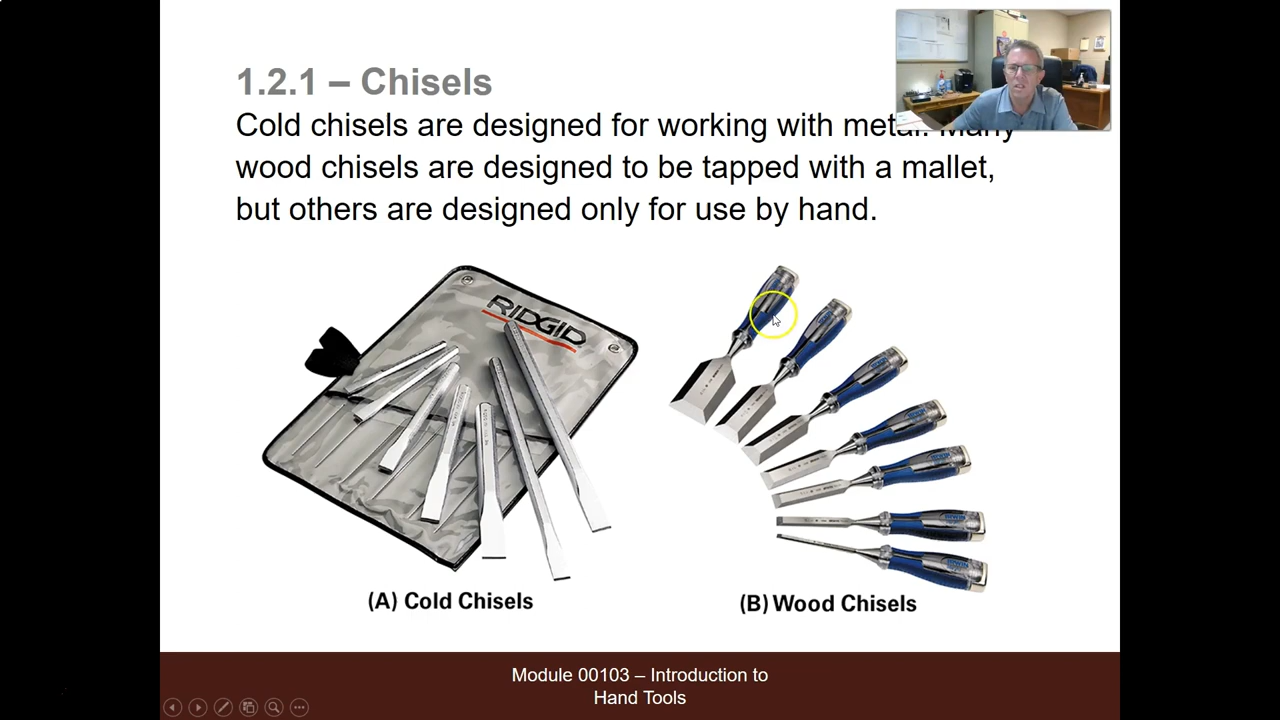 1.2.1 – Chisels
Cold chisels are designed for working with metal. Many
wood chisels are designed to be tapped with a mallet,
but others are designed only for use by hand.
RIDGID
(A) Cold Chisels
(B) Wood Chisels
Module 00103 – Introduction to
Hand Tools